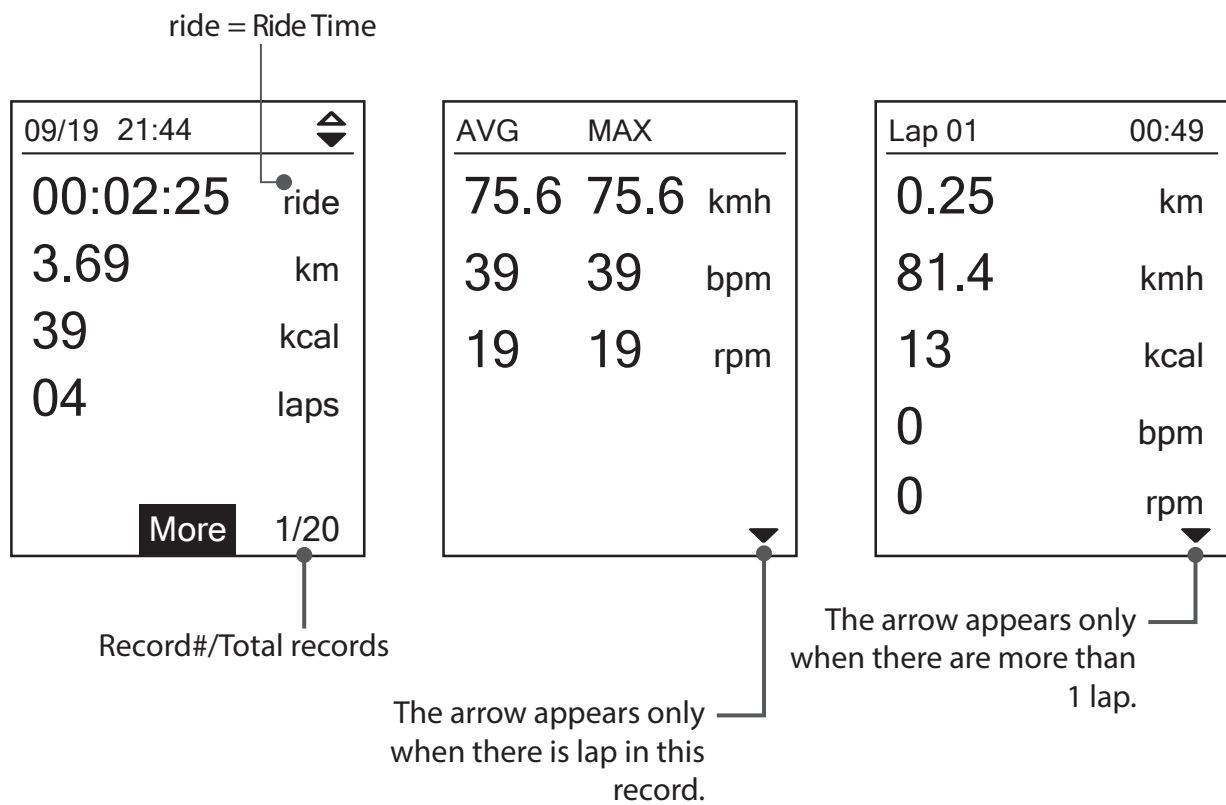 ride = Ride Time
09/19 21:44
00:02:25 ride
3.69 km
39 kcal
04 laps
More 1/20
Record#/Total records
AVG MAX
75.6 75.6 kmh
39 39 bpm
19 19 rpm
The arrow appears only
when there is lap in this
record.
Lap 01 00:49
0.25 km
81.4 kmh
13 kcal
0 bpm
0 rpm
The arrow appears only
when there are more than
1 lap.